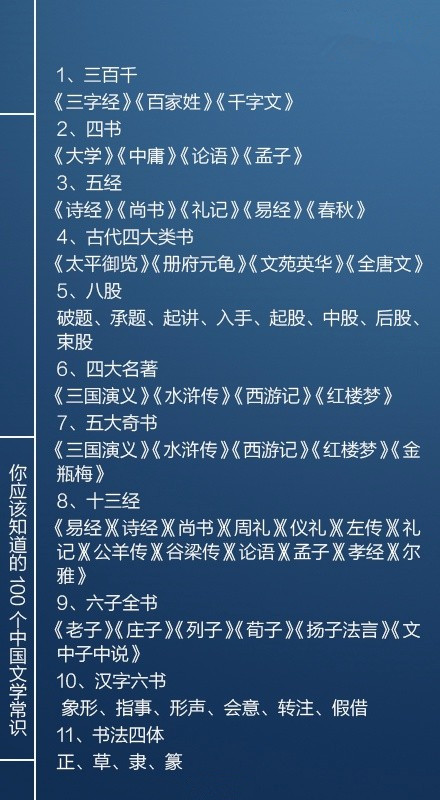 1、三百千
《三字经》《百家姓》《千字文》
2、四书
《大学》《中庸》《论语》《孟子》
3、五经
《诗经》《尚书》《礼记》《易经》《春秋》
4、古代四大类书
《太平御览》《册府元龟》《文苑英华》《全唐文》
5、八股
破题、承题、起讲、入手、起股、中股、后股、
束股
6、四大名著
《三国演义》《水浒传》《西游记》《红楼梦》
7、五大奇书
《三国演义》《水浒传》《西游记》《红楼梦》《金
瓶梅》
8、十三经
《易经》《诗经》《尚书》《周礼》《仪礼》《左传》《礼
记》《公羊传》《谷梁传》《论语》《孟子》《孝经》《尔
雅》
9、六子全书
《老子》《庄子》《列子》《荀子》《扬子法言》《文
中子中说》
10、汉字六书
象形、指事、形声、会意、转注、假借
11、书法四体
正、草、隶、篆
你应该知道的100个中国文学常识